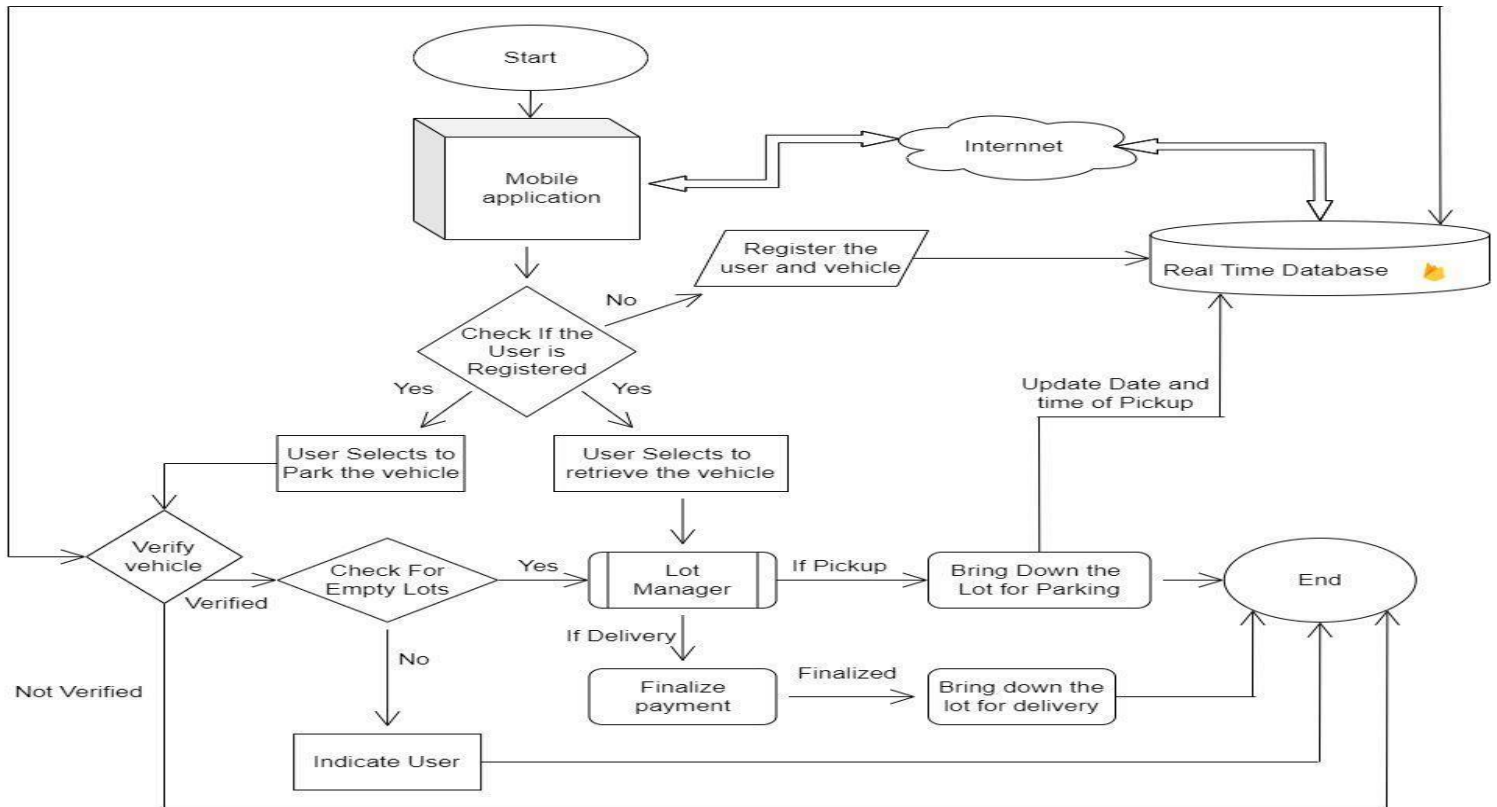 Start
Mobile
application
Internnet
Register the
user and vehicle
Real Time Database
No
Check If the
User is
Registered
Yes
Yes
Update Date and
time of Pickup
User Selects to
Park the vehicle
User Selects to
retrieve the vehicle
Verify
vehicle
Verified
Check For
Empty Lots
Yes
Lot
Manager
If Pickup
Bring Down the
Lot for Parking
End
If Delivery
No
Not Verified
Finalize
payment
Finalized
Bring down the
lot for delivery
Indicate User